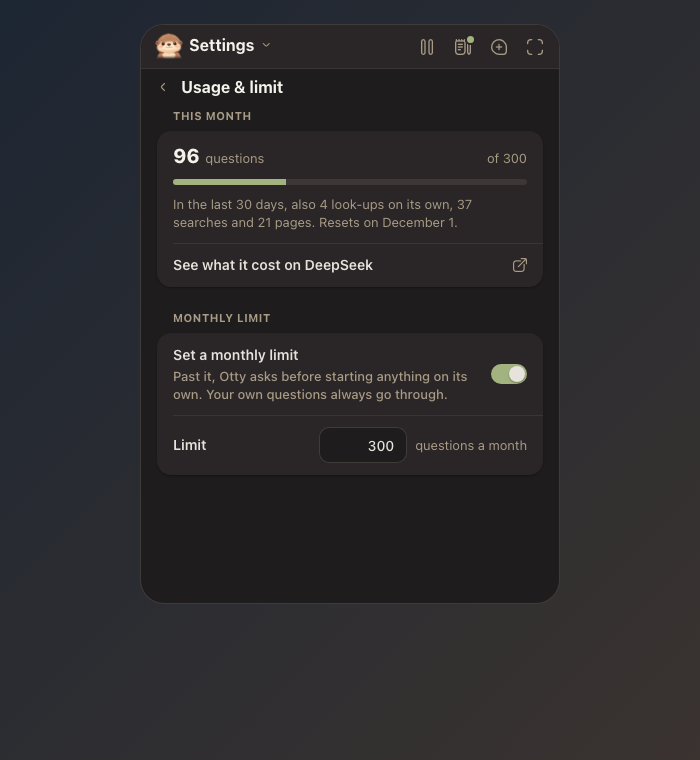 Settings
Usage & limit
THIS MONTH
96 questions
of 300
In the last 30 days, also 4 look-ups on its own, 37
searches and 21 pages. Resets on December 1.
See what it cost on DeepSeek
MONTHLY LIMIT
Set a monthly limit
Past it, Otty asks before starting anything on its
own. Your own questions always go through.
Limit
300
questions a month